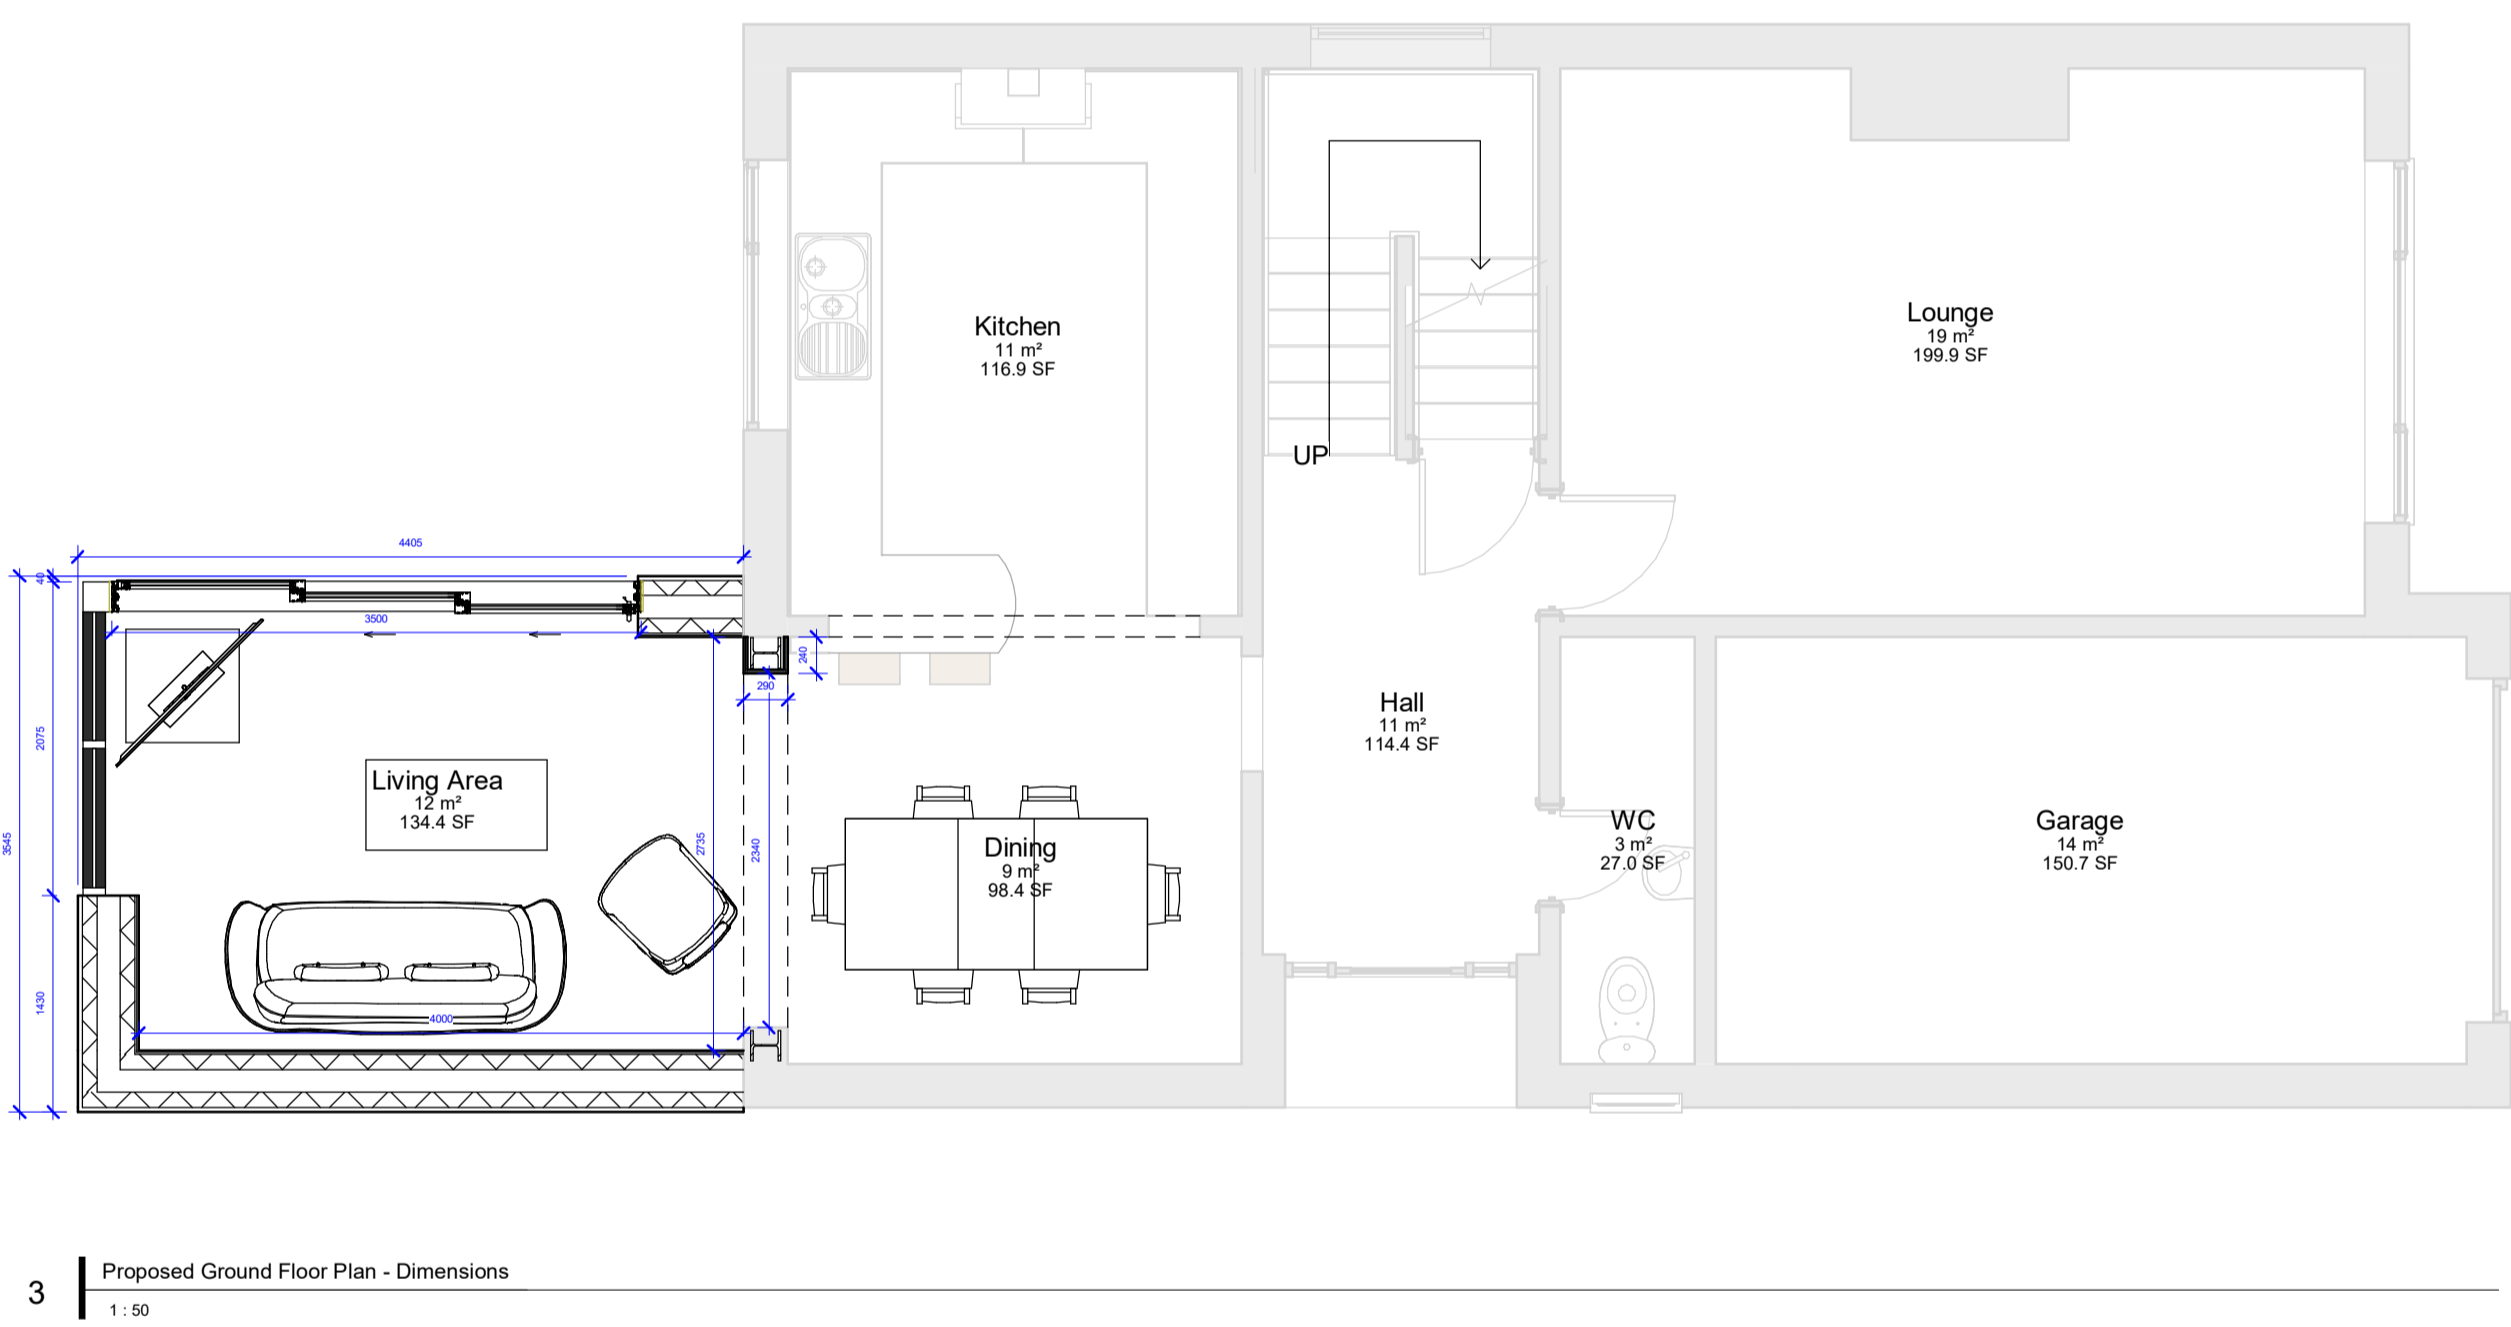 Kitchen
11 m²
116.9 SF
Lounge
19 m²
199.9 SF
UP
4405
40
3500
240
290
2075
3545
Living Area
12 m²
134.4 SF
2735
2340
Dining
9 m²
98.4 SF
Hall
11 m²
114.4 SF
WC
3 m²
27.0 SF
Garage
14 m²
150.7 SF
1430
4000
3
Proposed Ground Floor Plan - Dimensions
1 : 50